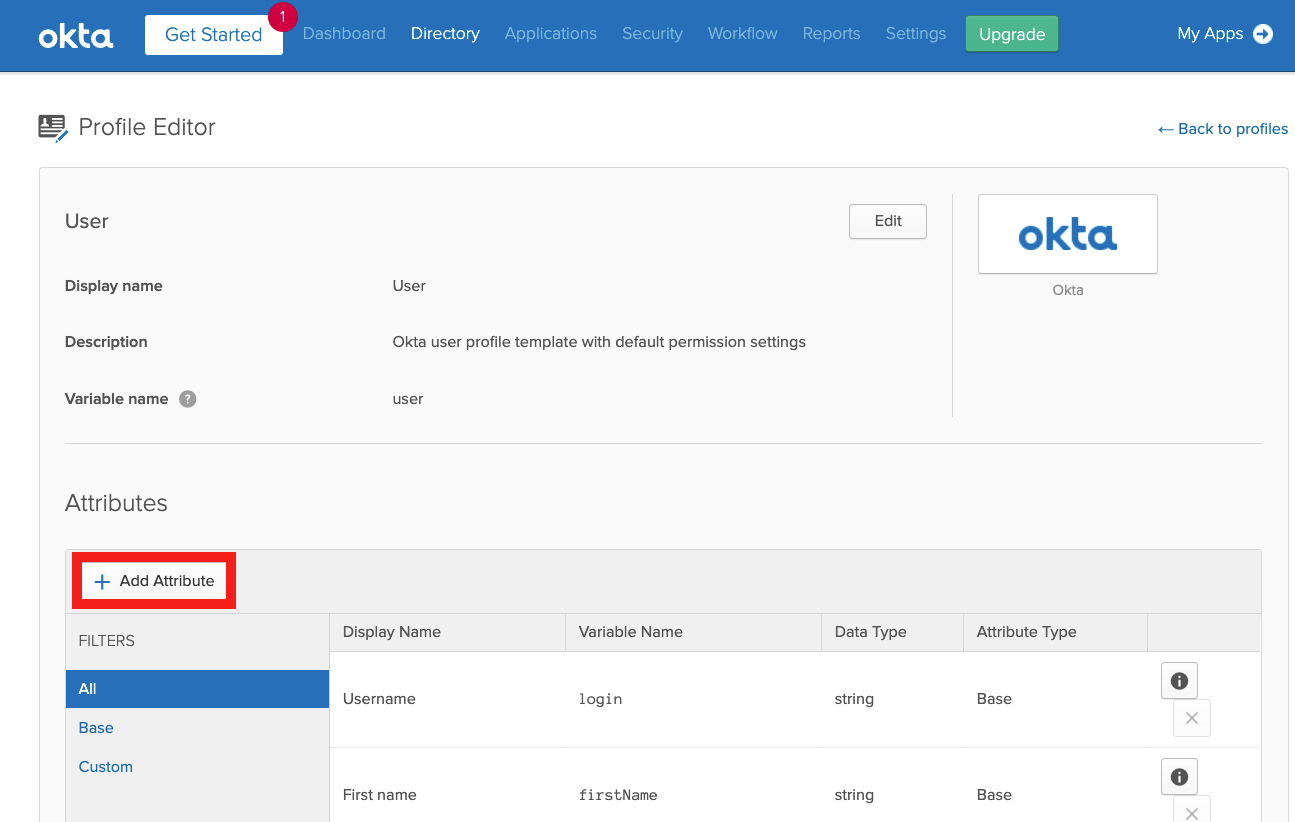 okta Get Started 1 Dashboard Directory Applications Security Workflow Reports Settings Upgrade My Apps
Profile Editor
← Back to profiles
User Edit okta
Okta
Display name User
Description Okta user profile template with default permission settings
Variable name ? user
Attributes
+ Add Attribute
FILTERS
All
Base
Custom
Display Name Variable Name Data Type Attribute Type
Username login string Base
First name firstName string Base